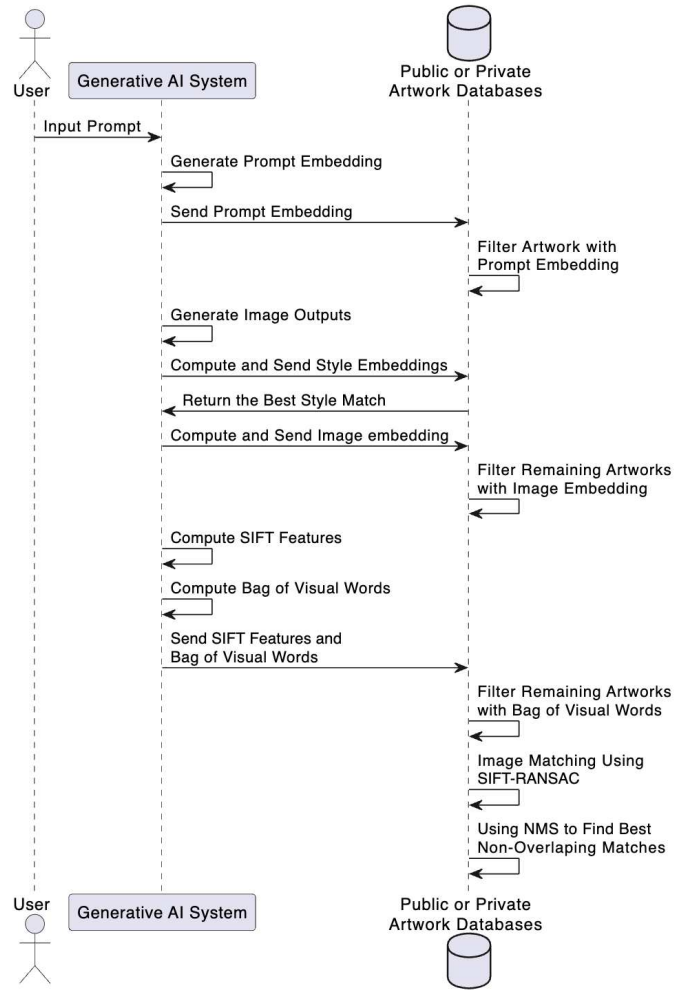 User
Generative AI System
Public or Private
Artwork Databases
Input Prompt
Generate Prompt Embedding
Send Prompt Embedding
Filter Artwork with
Prompt Embedding
Generate Image Outputs
Compute and Send Style Embeddings
Return the Best Style Match
Compute and Send Image embedding
Filter Remaining Artworks
with Image Embedding
Compute SIFT Features
Compute Bag of Visual Words
Send SIFT Features and
Bag of Visual Words
Filter Remaining Artworks
with Bag of Visual Words
Image Matching Using
SIFT-RANSAC
Using NMS to Find Best
Non-Overlaping Matches
User
Generative AI System
Public or Private
Artwork Databases